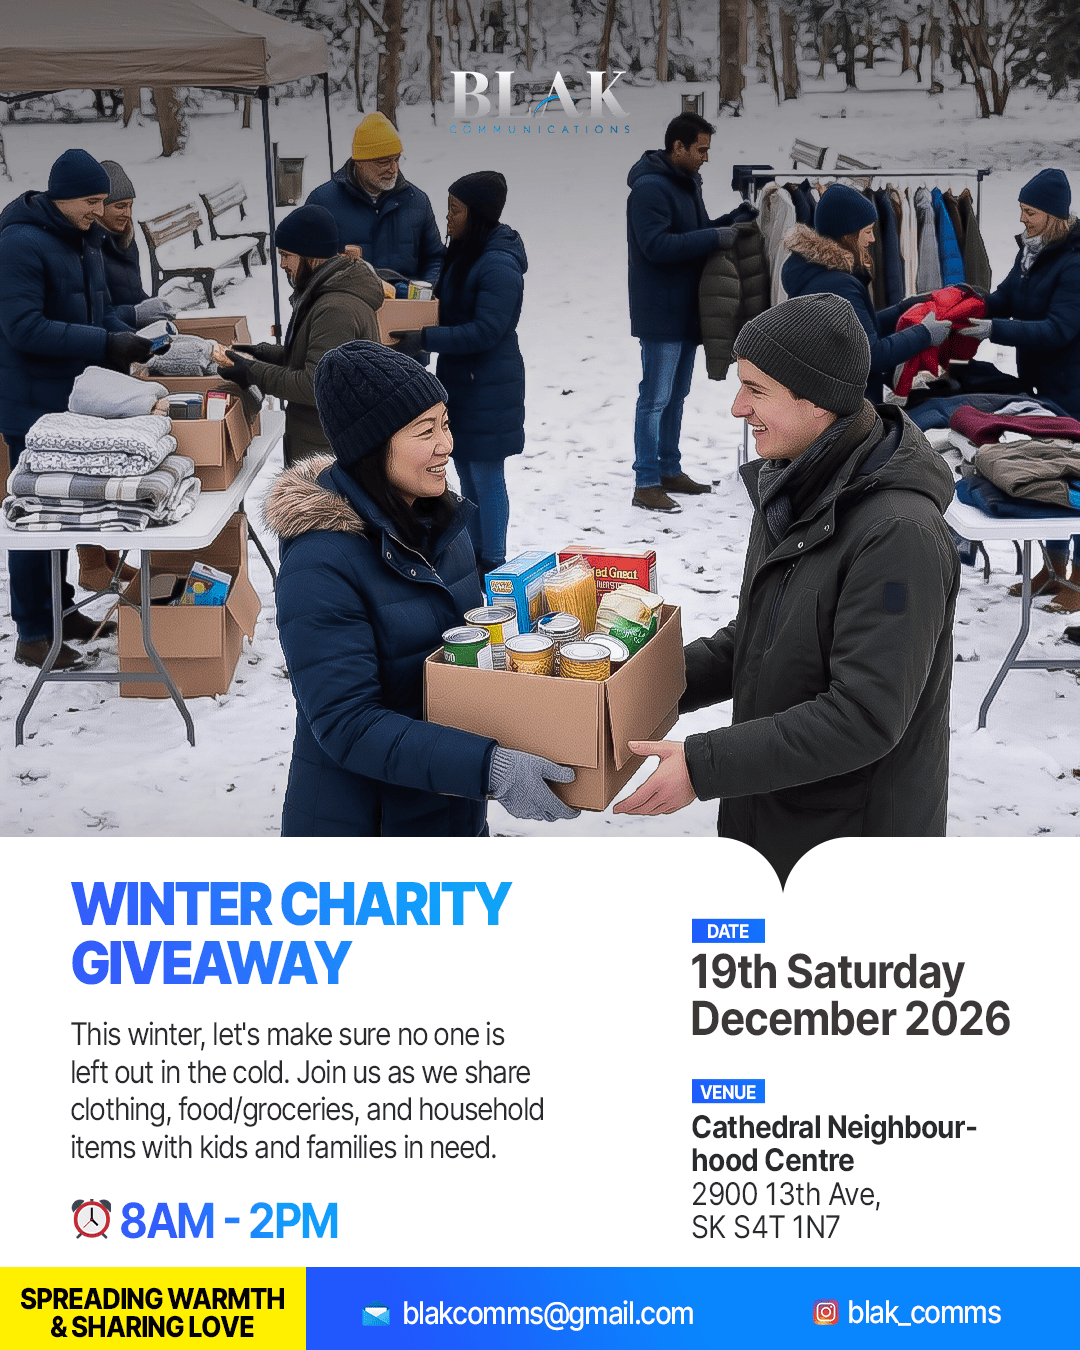 BLAK
COMMUNICATIONS
WINTER CHARITY
GIVEAWAY
This winter, let's make sure no one is
left out in the cold. Join us as we share
clothing, food/groceries, and household
items with kids and families in need.
8AM - 2PM
DATE
19th Saturday
December 2026
VENUE
Cathedral Neighbour-
hood Centre
2900 13th Ave,
SK S4T 1N7
SPREADING WARMTH
& SHARING LOVE
blakcomms@gmail.com
blak_comms